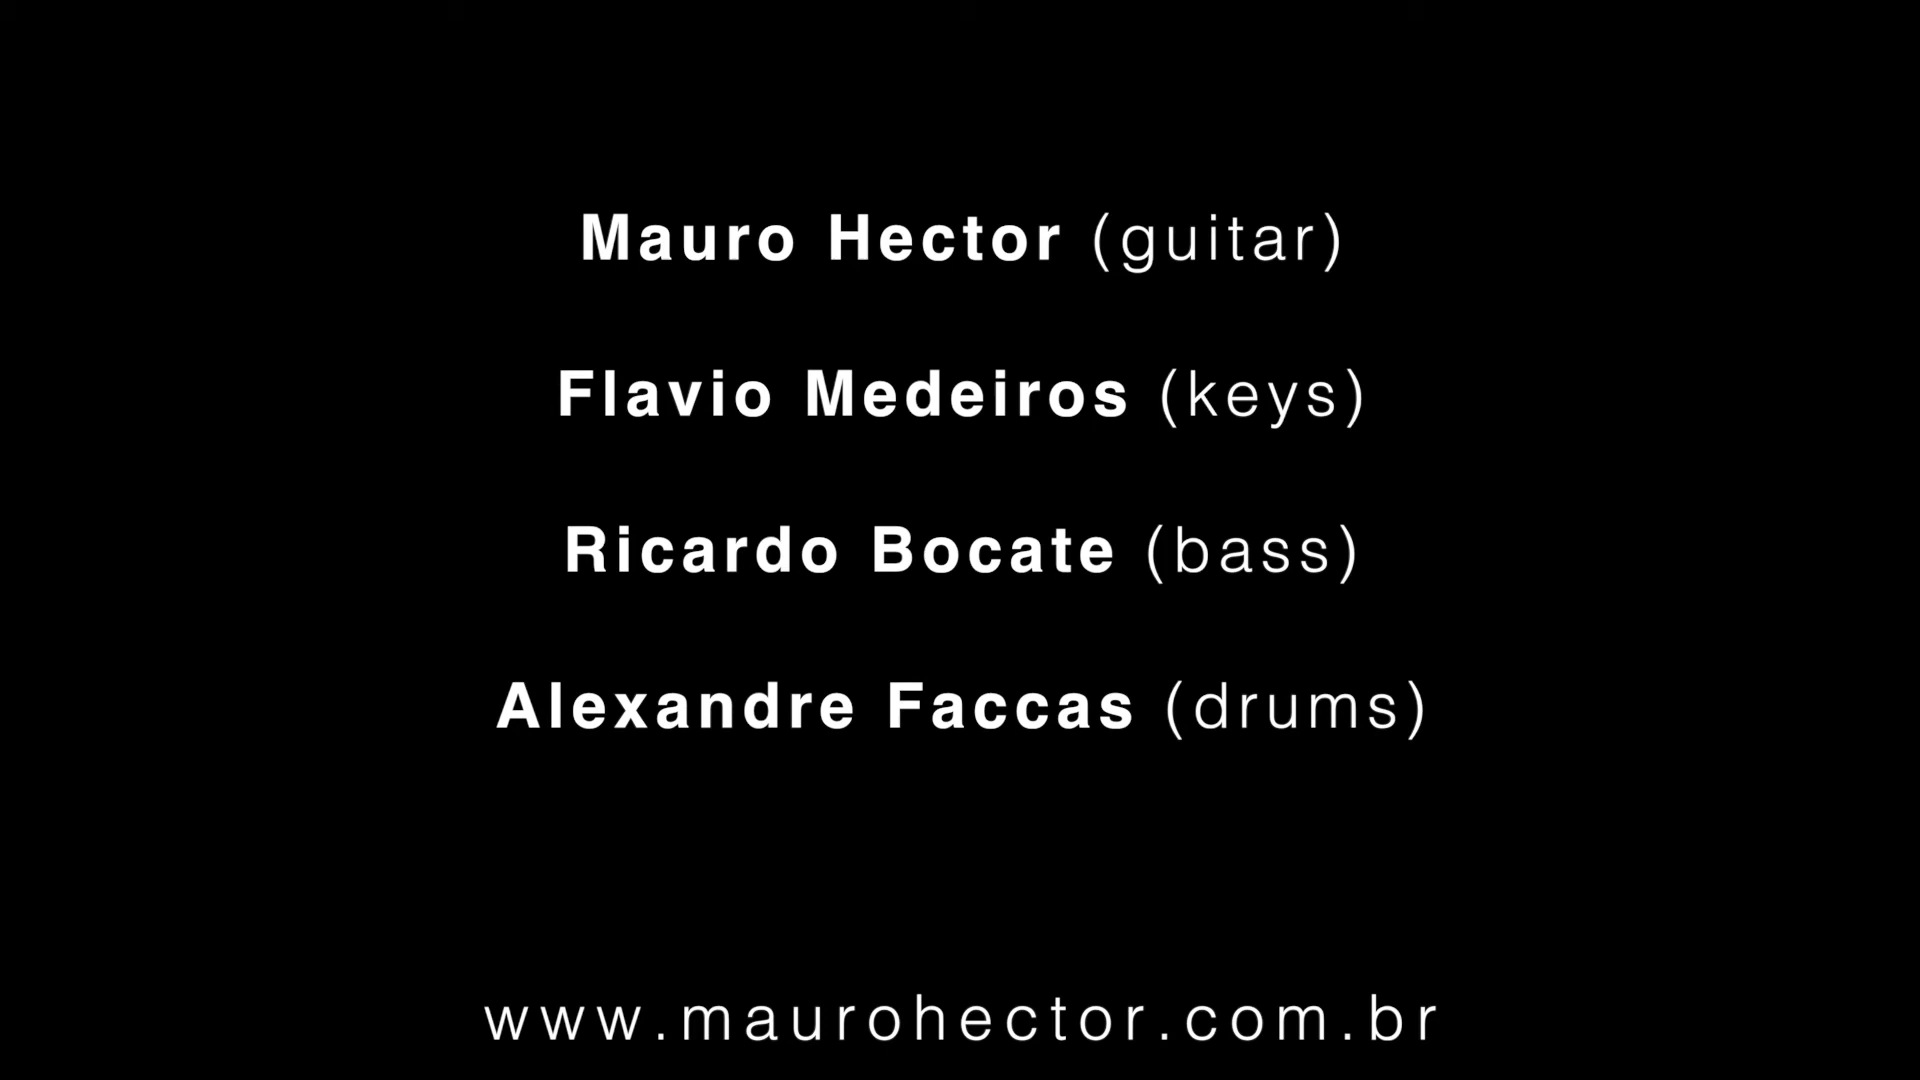 Mauro Hector (guitar)
Flavio Medeiros (keys)
Ricardo Bocate (bass)
Alexandre Faccas (drums)
www.maurohector.com.br